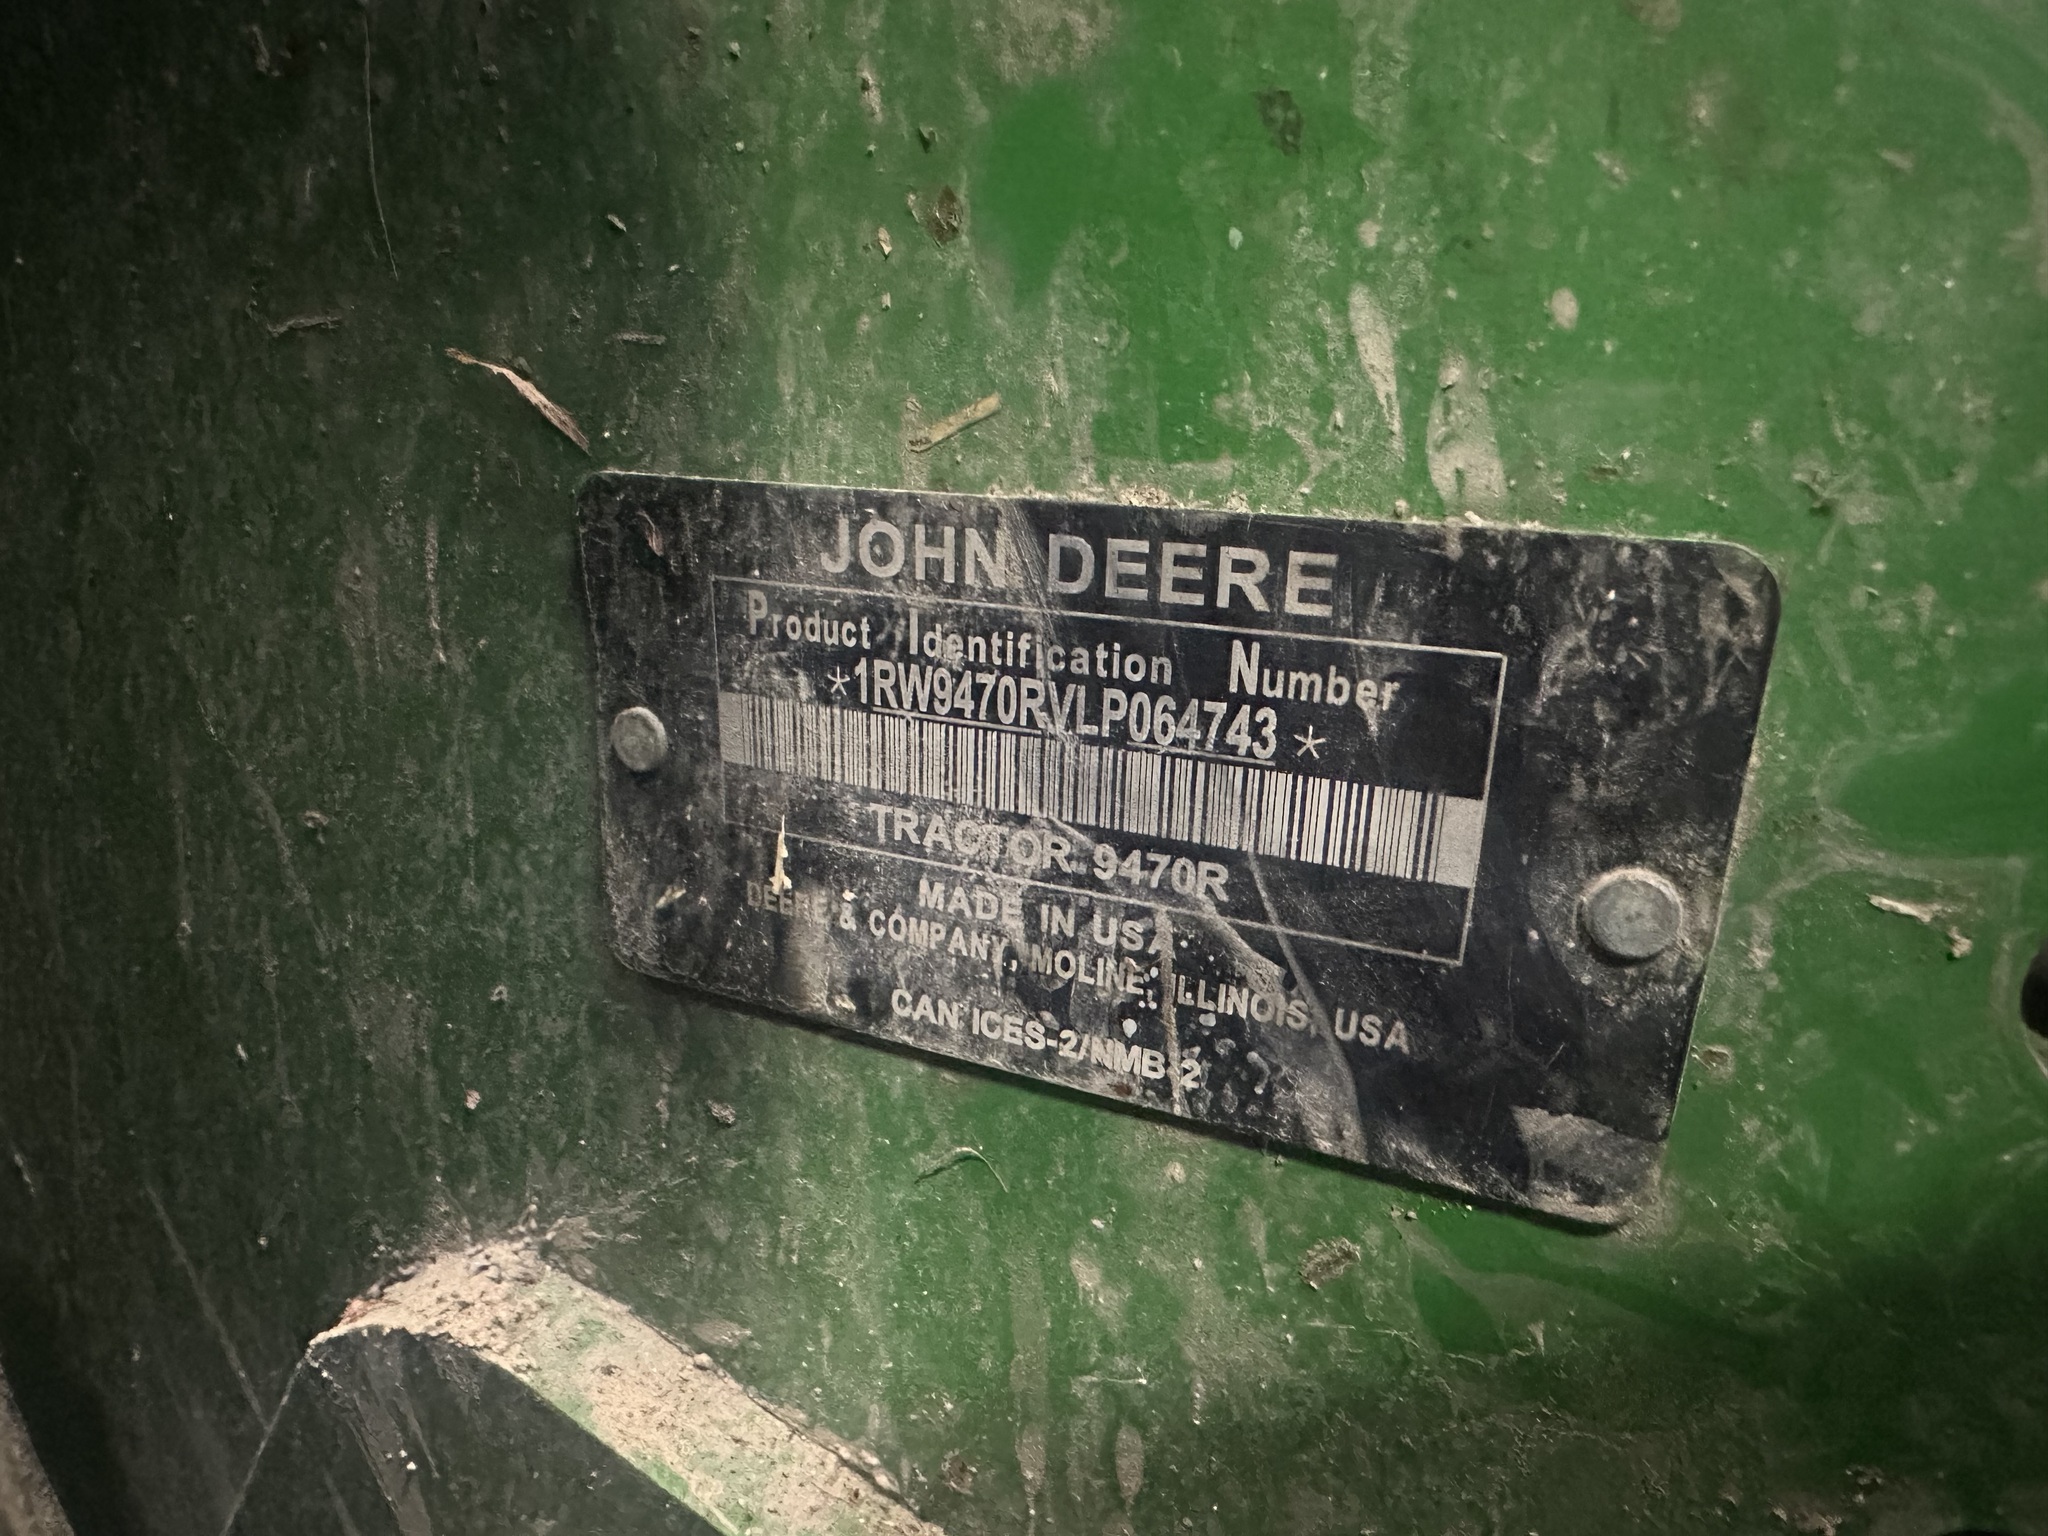 JOHN DEERE
Product Identification Number
*1RW9470RVLP064743*
TRACTOR 9470R
MADE IN USA
DEERE & COMPANY, MOLINE, ILLINOIS, USA
CAN ICES-2/NMB-2